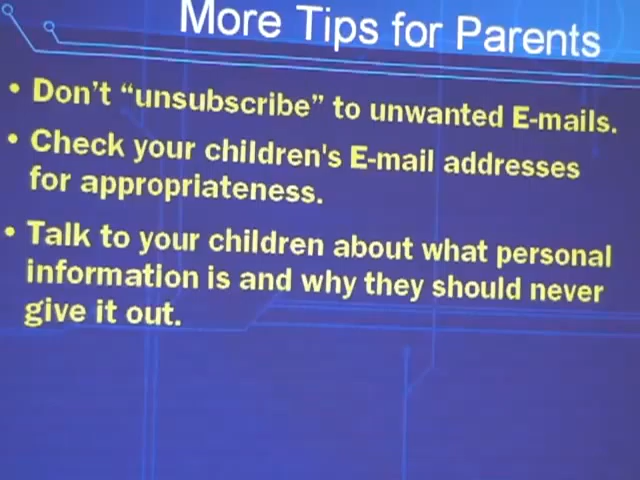 More Tips for Parents
• Don't “unsubscribe” to unwanted E-mails.
• Check your children's E-mail addresses
for appropriateness.
• Talk to your children about what personal
information is and why they should never
give it out.